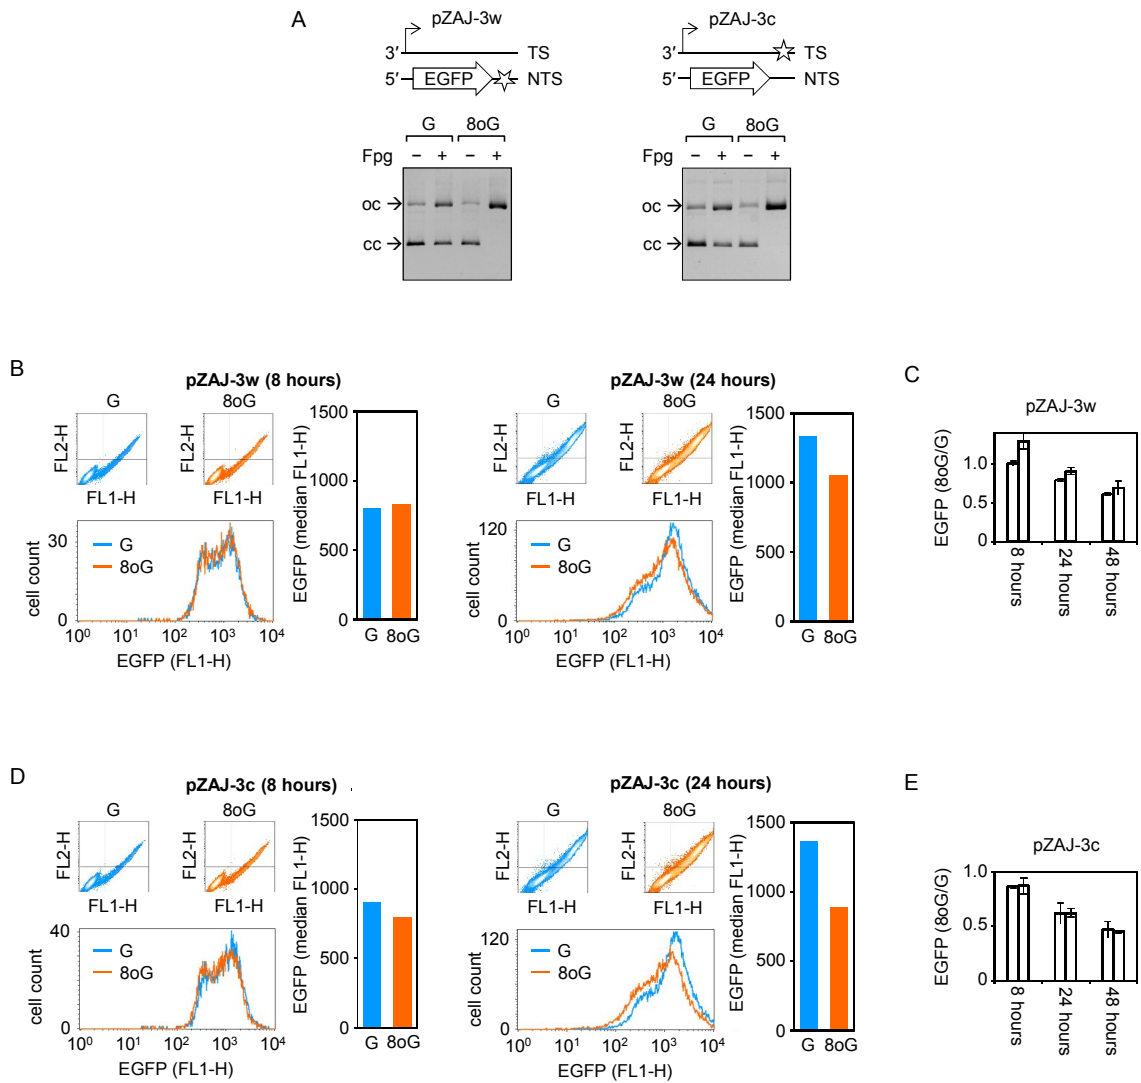 A
pZAJ-3w
pZAJ-3c
3′ TS
5′ EGFP NTS
3′ TS
5′ EGFP NTS
G 8oG
Fpg − + − +
oc
cc
G 8oG
Fpg − + − +
oc
cc
B
pZAJ-3w (8 hours)
G
8oG
FL2-H
FL1-H
FL2-H
FL1-H
cell count
30
0
G
8oG
10⁰ 10¹ 10² 10³ 10⁴
EGFP (FL1-H)
EGFP (median FL1-H)
1500
1000
500
0
G 8oG
pZAJ-3w (24 hours)
G
8oG
FL2-H
FL1-H
FL2-H
FL1-H
cell count
120
0
G
8oG
10⁰ 10¹ 10² 10³ 10⁴
EGFP (FL1-H)
EGFP (median FL1-H)
1500
1000
500
0
G 8oG
C
pZAJ-3w
EGFP (8oG/G)
1.0
0.5
0
8 hours
24 hours
48 hours
D
pZAJ-3c (8 hours)
G
8oG
FL2-H
FL1-H
FL2-H
FL1-H
cell count
40
0
G
8oG
10⁰ 10¹ 10² 10³ 10⁴
EGFP (FL1-H)
EGFP (median FL1-H)
1500
1000
500
0
G 8oG
pZAJ-3c (24 hours)
G
8oG
FL2-H
FL1-H
FL2-H
FL1-H
cell count
120
0
G
8oG
10⁰ 10¹ 10² 10³ 10⁴
EGFP (FL1-H)
EGFP (median FL1-H)
1500
1000
500
0
G 8oG
E
pZAJ-3c
EGFP (8oG/G)
1.0
0.5
0
8 hours
24 hours
48 hours